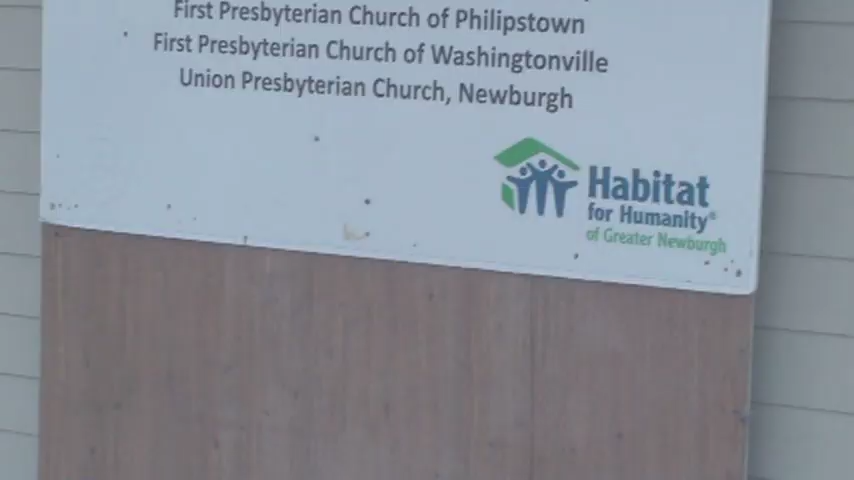 First Presbyterian Church of Philipstown
First Presbyterian Church of Washingtonville
Union Presbyterian Church, Newburgh
Habitat
for Humanity®
of Greater Newburgh